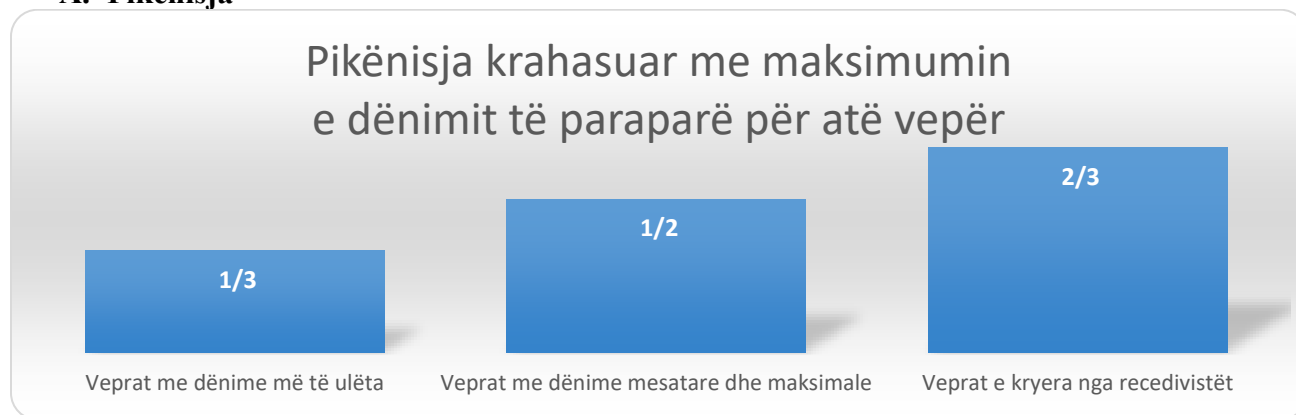 A. Pikënisja
Pikënisja krahasuar me maksimumin
e dënimit të paraparë për atë vepër
1/3
1/2
2/3
Veprat me dënime më të ulëta
Veprat me dënime mesatare dhe maksimale
Veprat e kryera nga recedivistët